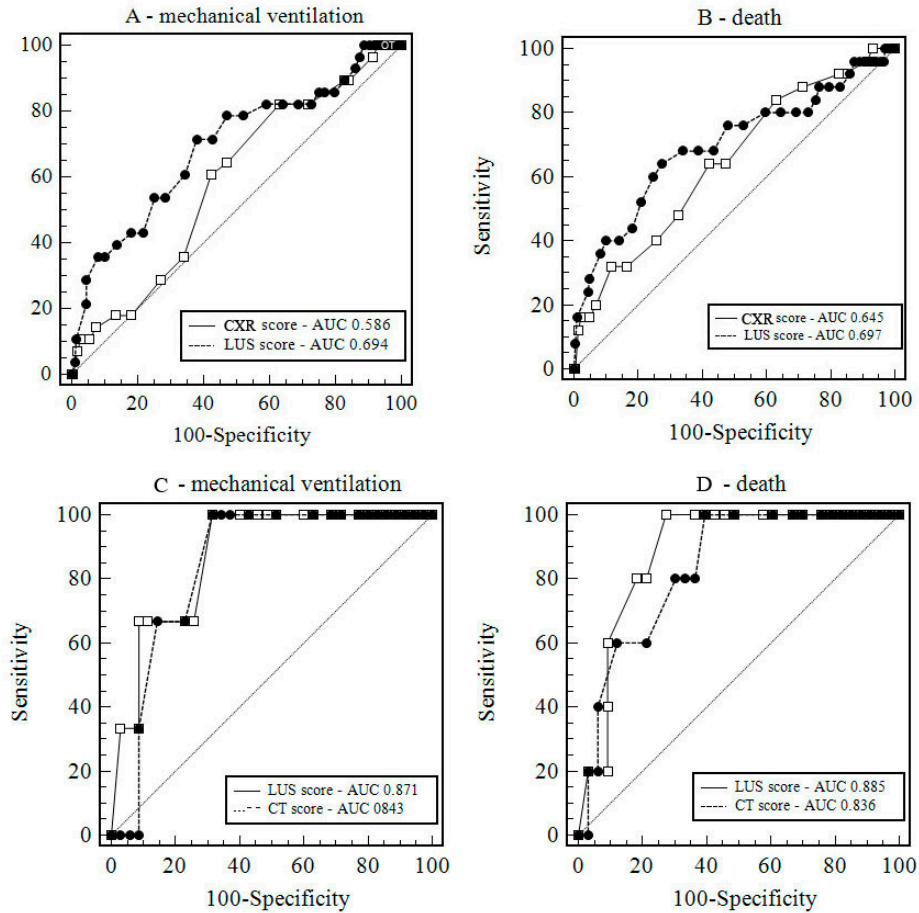 A - mechanical ventilation
100
80
60
40
20
0
0 20 40 60 80 100
100-Specificity
CXR score - AUC 0.586
LUS score - AUC 0.694
B - death
Sensitivity
100
80
60
40
20
0
0 20 40 60 80 100
100-Specificity
CXR score - AUC 0.645
LUS score - AUC 0.697
C - mechanical ventilation
Sensitivity
100
80
60
40
20
0
0 20 40 60 80 100
100-Specificity
LUS score - AUC 0.871
CT score - AUC 0843
D - death
Sensitivity
100
80
60
40
20
0
0 20 40 60 80 100
100-Specificity
LUS score - AUC 0.885
CT score - AUC 0.836